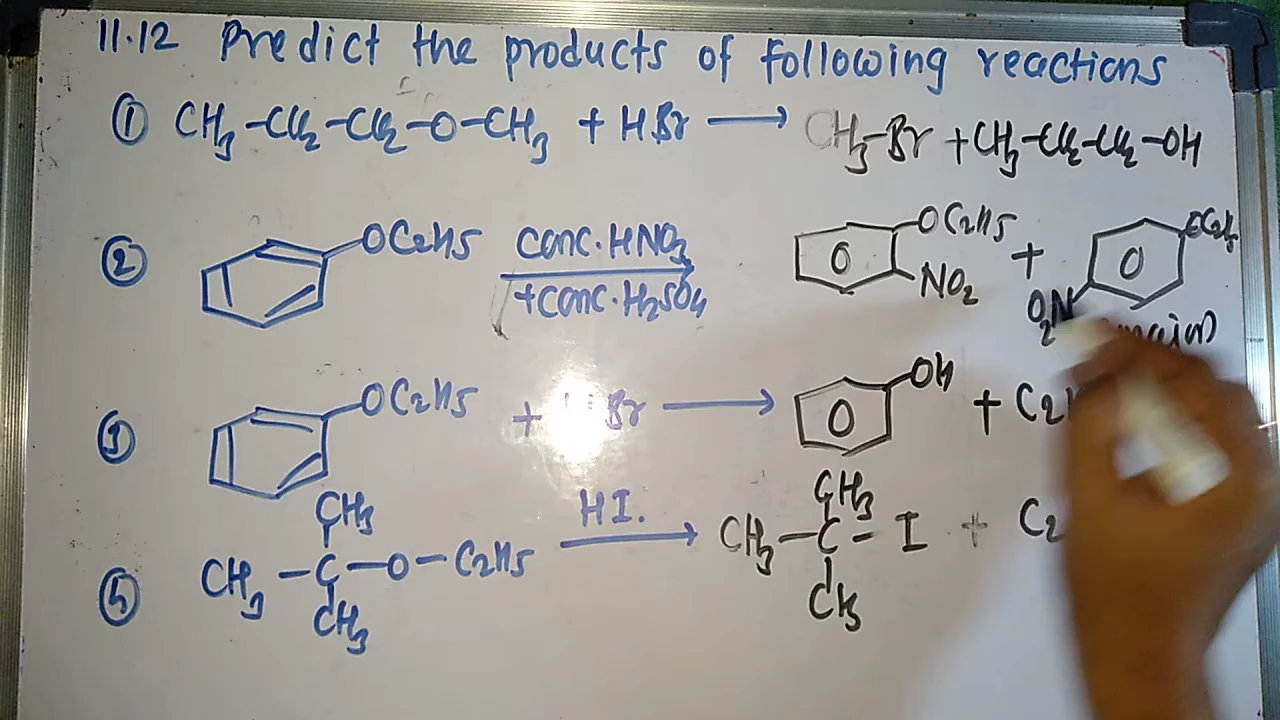 11.12 Predict the products of following reactions
① CH₃-CH₂-CH₂-O-CH₃ + HBr ⟶ CH₃-Br + CH₃-CH₂-CH₂-OH
② OC₂H₅ conc. HNO₃ OC₂H₅ + OC₂H₅
+conc. H₂SO₄ NO₂ O₂N
③ OC₂H₅ + Br ⟶ OH + C₂
CH₃ HI. CH₃
④ CH₃-C-O-C₂H₅ ⟶ CH₃-C-I + C₂
CH₃ CH₃